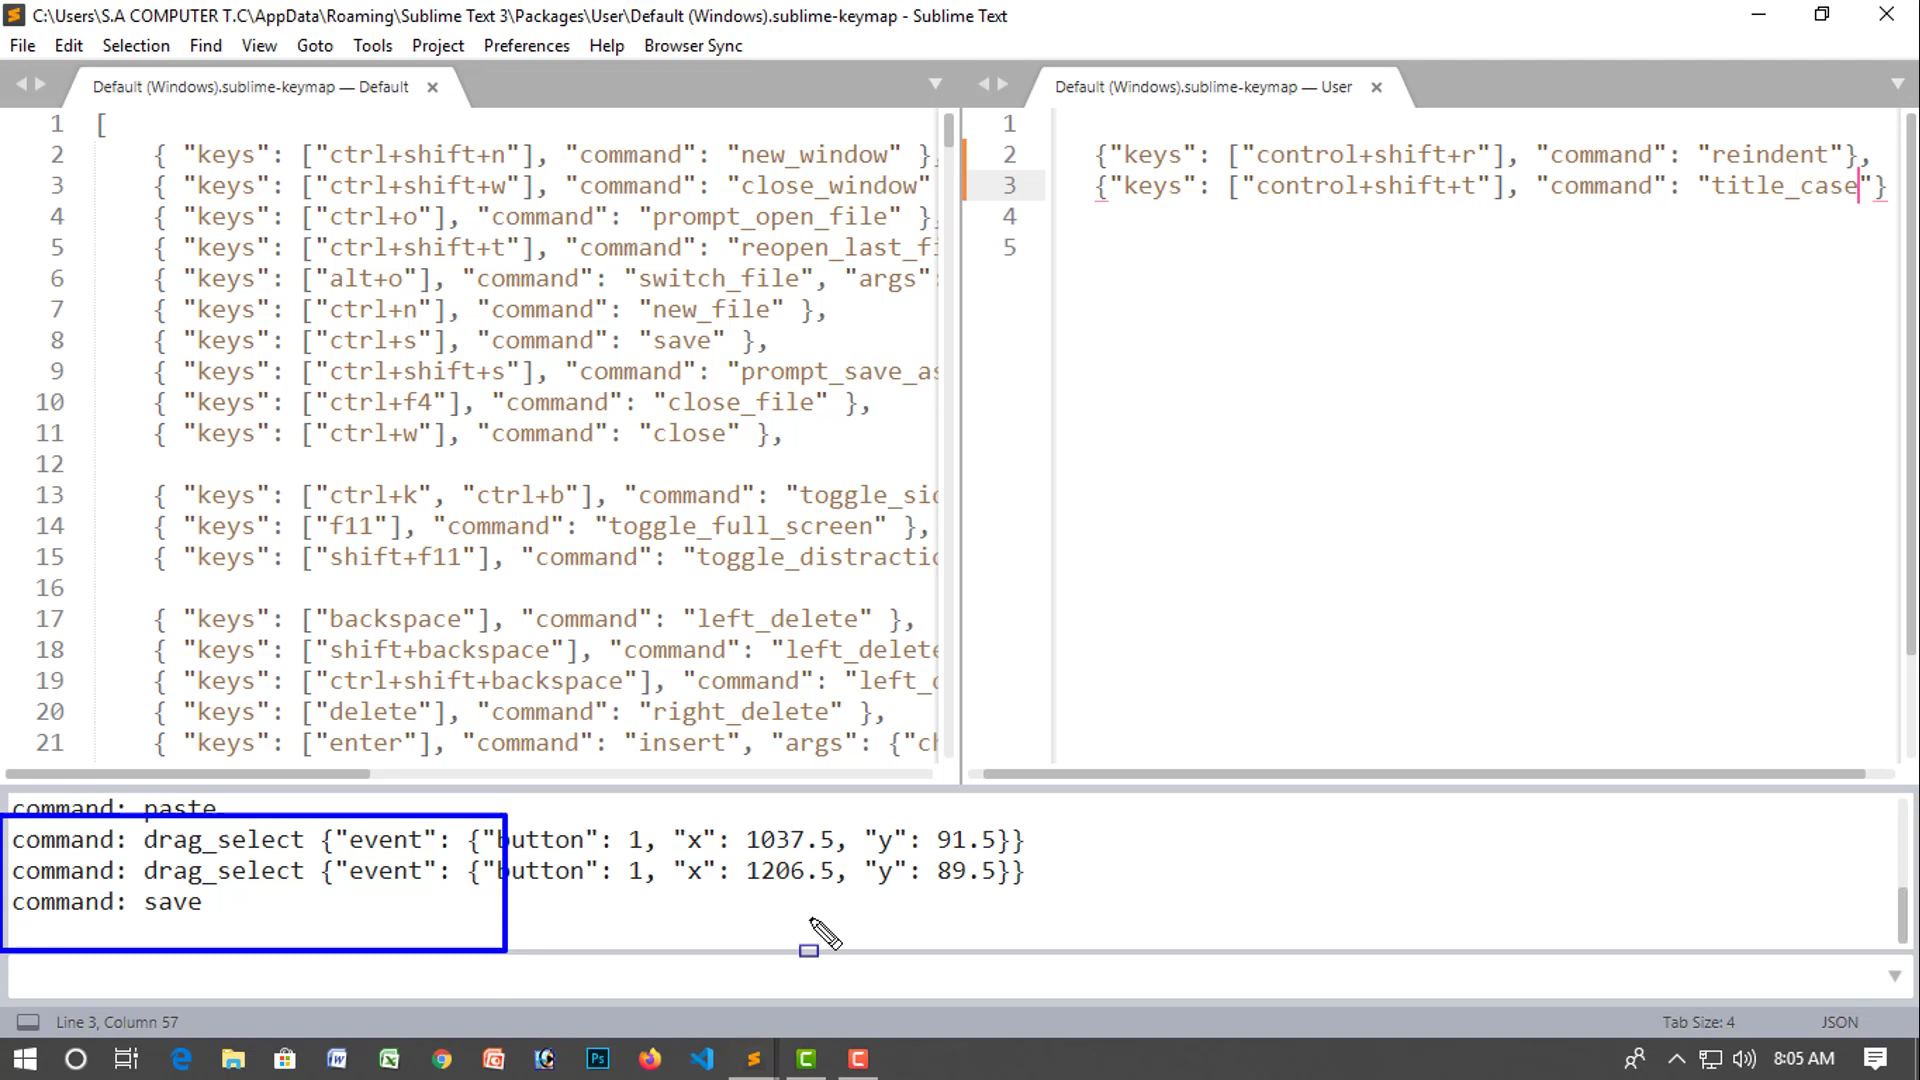 C:\Users\S.A COMPUTER T.C\AppData\Roaming\Sublime Text 3\Packages\User\Default (Windows).sublime-keymap - Sublime Text
File Edit Selection Find View Goto Tools Project Preferences Help Browser Sync
Default (Windows).sublime-keymap — Default
1 [
2 { "keys": ["ctrl+shift+n"], "command": "new_window" },
3 { "keys": ["ctrl+shift+w"], "command": "close_window"
4 { "keys": ["ctrl+o"], "command": "prompt_open_file" },
5 { "keys": ["ctrl+shift+t"], "command": "reopen_last_fi
6 { "keys": ["alt+o"], "command": "switch_file", "args":
7 { "keys": ["ctrl+n"], "command": "new_file" },
8 { "keys": ["ctrl+s"], "command": "save" },
9 { "keys": ["ctrl+shift+s"], "command": "prompt_save_as
10 { "keys": ["ctrl+f4"], "command": "close_file" },
11 { "keys": ["ctrl+w"], "command": "close" },
12
13 { "keys": ["ctrl+k", "ctrl+b"], "command": "toggle_sid
14 { "keys": ["f11"], "command": "toggle_full_screen" },
15 { "keys": ["shift+f11"], "command": "toggle_distractio
16
17 { "keys": ["backspace"], "command": "left_delete" },
18 { "keys": ["shift+backspace"], "command": "left_delete
19 { "keys": ["ctrl+shift+backspace"], "command": "left_d
20 { "keys": ["delete"], "command": "right_delete" },
21 { "keys": ["enter"], "command": "insert", "args": {"ch
Default (Windows).sublime-keymap — User
1
2 {"keys": ["control+shift+r"], "command": "reindent"},
3 {"keys": ["control+shift+t"], "command": "title_case"}
4
5
command: paste
command: drag_select {"event": {"button": 1, "x": 1037.5, "y": 91.5}}
command: drag_select {"event": {"button": 1, "x": 1206.5, "y": 89.5}}
command: save
Line 3, Column 57
Tab Size: 4
JSON
8:05 AM